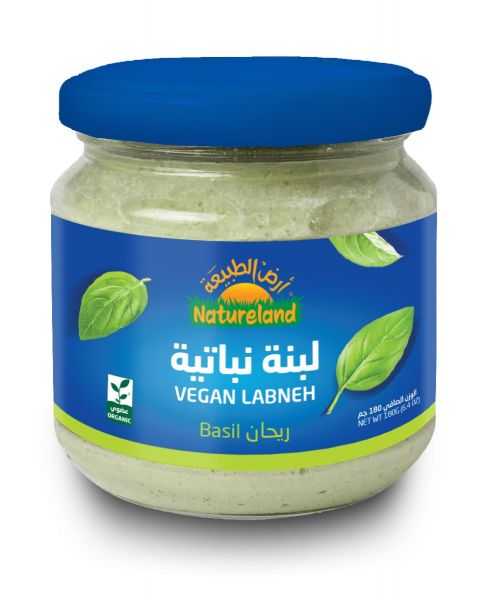 أرض الطبيعة
Natureland
لبنة نباتية
VEGAN LABNEH
ريحان Basil
عضوي
ORGANIC
الوزن الصافي 180 جم
NET WT 180G (6.4 OZ)